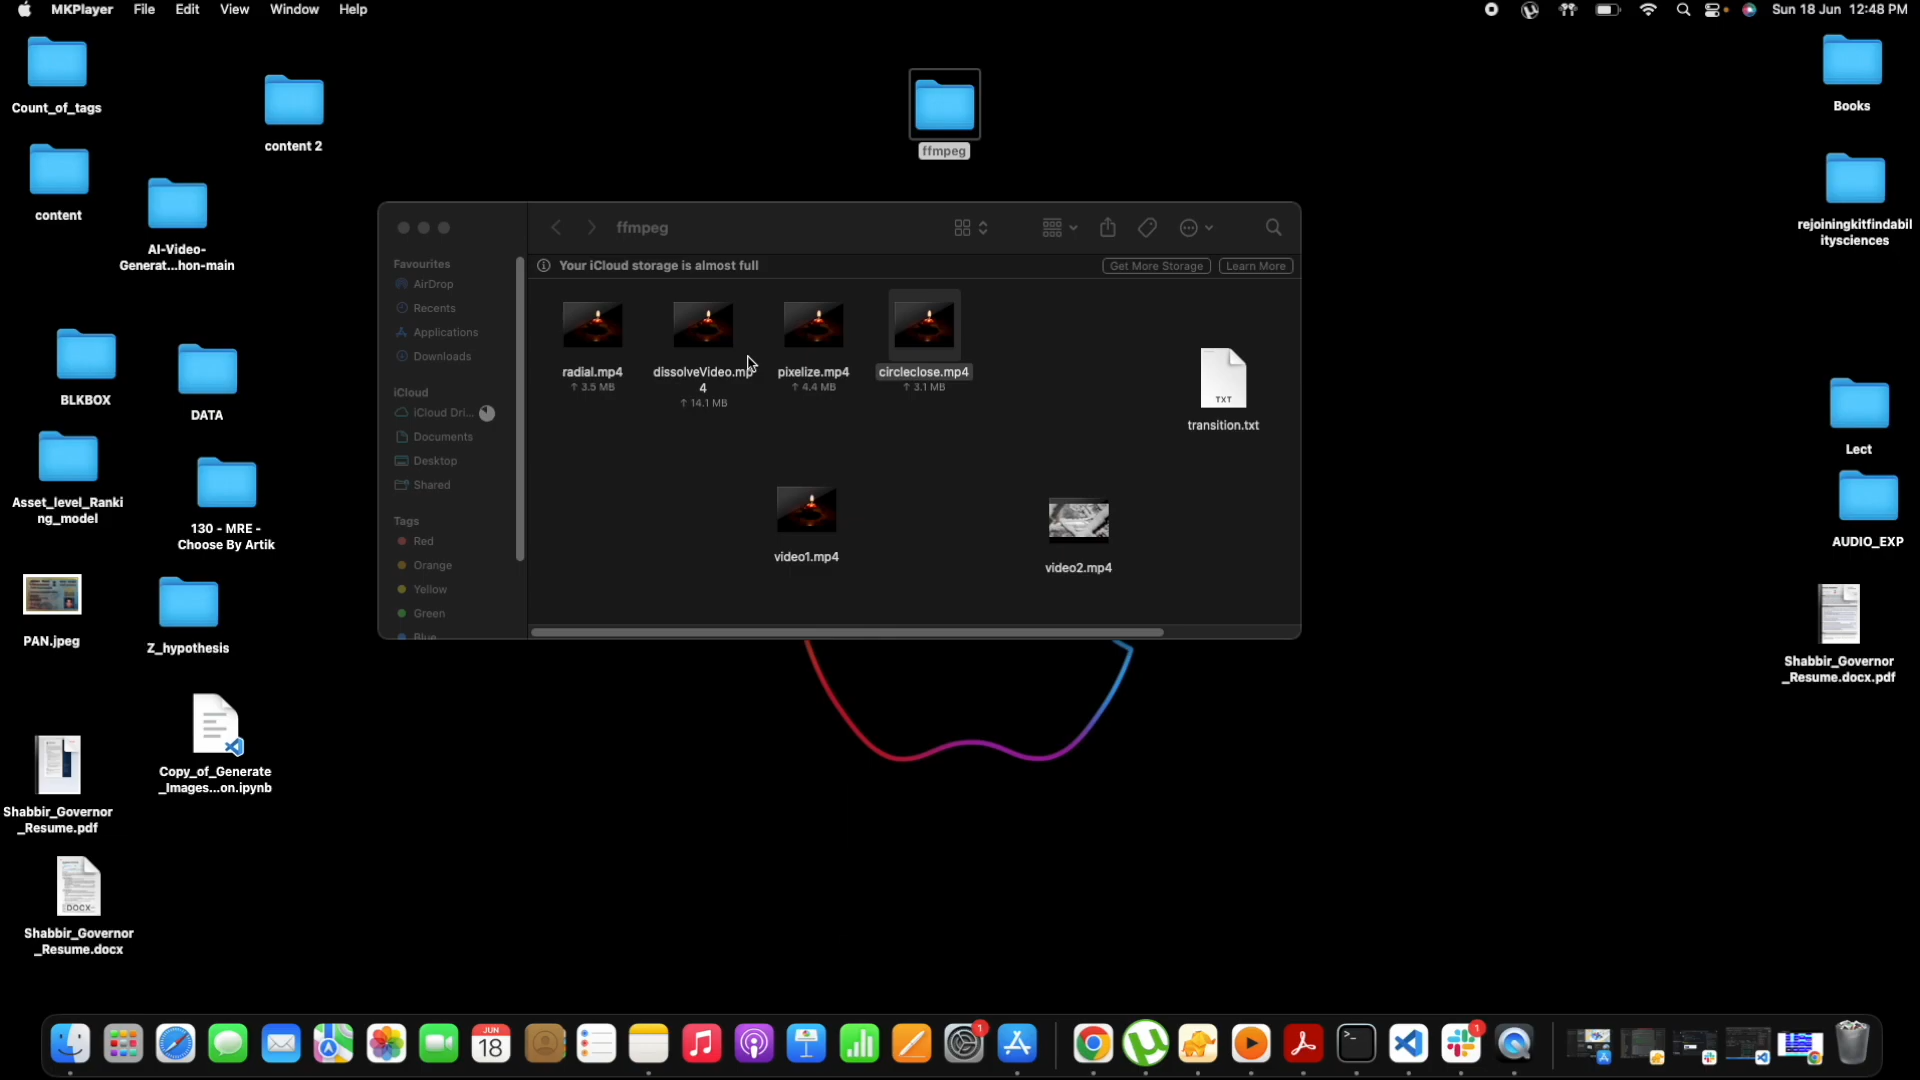 MKPlayer File Edit View Window Help
Sun 18 Jun 12:48 PM
Count_of_tags
content 2
content
AI-Video-
Generat...hon-main
BLKBOX
DATA
Asset_level_Ranki
ng_model
130 - MRE -
Choose By Artik
PAN.jpeg
Z_hypothesis
Copy_of_Generate
_Images...on.ipynb
Shabbir_Governor
_Resume.pdf
DOCX
Shabbir_Governor
_Resume.docx
ffmpeg
ffmpeg
Your iCloud storage is almost full
Get More Storage
Learn More
Favourites
AirDrop
Recents
Applications
Downloads
iCloud
iCloud Dri...
Documents
Desktop
Shared
Tags
Red
Orange
Yellow
Green
Blue
radial.mp4
↑ 3.5 MB
dissolveVideo.mp
4
↑ 14.1 MB
pixelize.mp4
↑ 4.4 MB
circleclose.mp4
↑ 3.1 MB
TXT
transition.txt
video1.mp4
video2.mp4
Books
rejoiningkitfindabil
itysciences
Lect
AUDIO_EXP
Shabbir_Governor
_Resume.docx.pdf
JUN
18
1
1